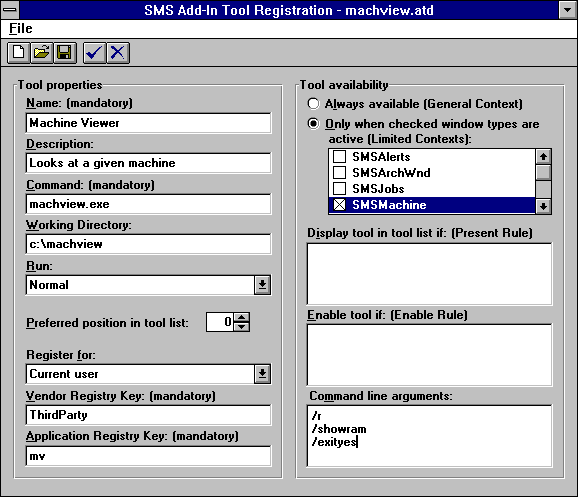 SMS Add-In Tool Registration - machview.atd
File
Tool properties
Name: (mandatory)
Machine Viewer
Description:
Looks at a given machine
Command: (mandatory)
machview.exe
Working Directory:
c:\machview
Run:
Normal
Preferred position in tool list: 0
Register for:
Current user
Vendor Registry Key: (mandatory)
ThirdParty
Application Registry Key: (mandatory)
mv
Tool availability
Always available (General Context)
Only when checked window types are
active (Limited Contexts):
SMSAlerts
SMSArchWnd
SMSJobs
SMSMachine
Display tool in tool list if: (Present Rule)
Enable tool if: (Enable Rule)
Command line arguments:
/r
/showram
/exityes